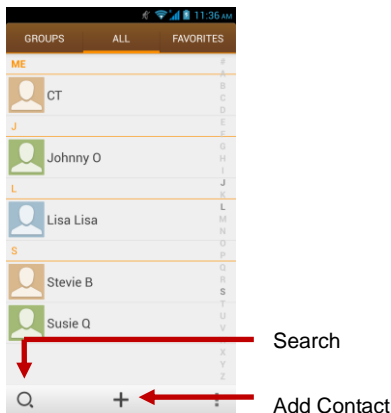 11:36 AM
GROUPS ALL FAVORITES
ME
CT
J
Johnny O
L
Lisa Lisa
S
Stevie B
Susie Q
#
A
B
C
D
E
F
G
H
I
J
K
L
M
N
O
P
Q
R
S
T
U
V
X
Y
Z
Search
Add Contact